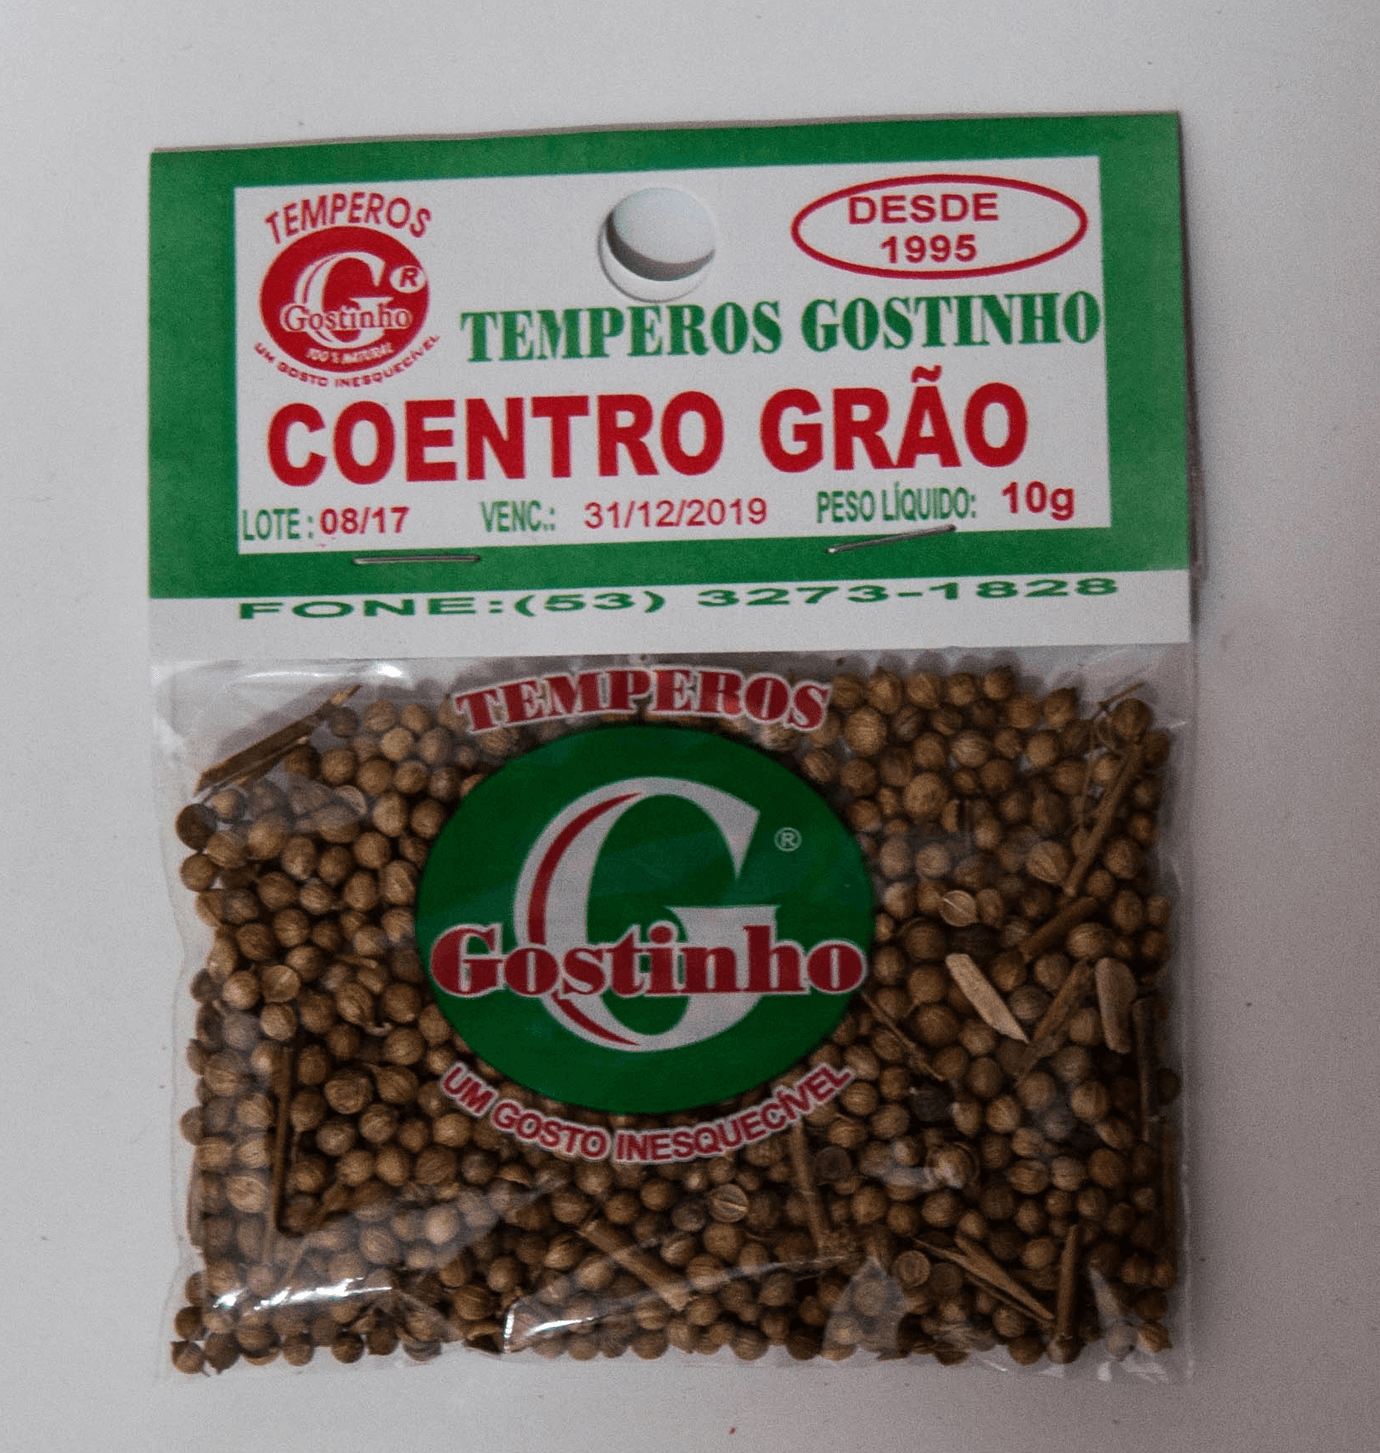 TEMPEROS
G ®
Gostinho
100% NATURAL
UM GOSTO INESQUECÍVEL
DESDE
1995
TEMPEROS GOSTINHO
COENTRO GRÃO
LOTE: 08/17 VENC.: 31/12/2019 PESO LÍQUIDO: 10g
FONE:(53) 3273-1828
TEMPEROS
G ®
Gostinho
UM GOSTO INESQUECÍVEL